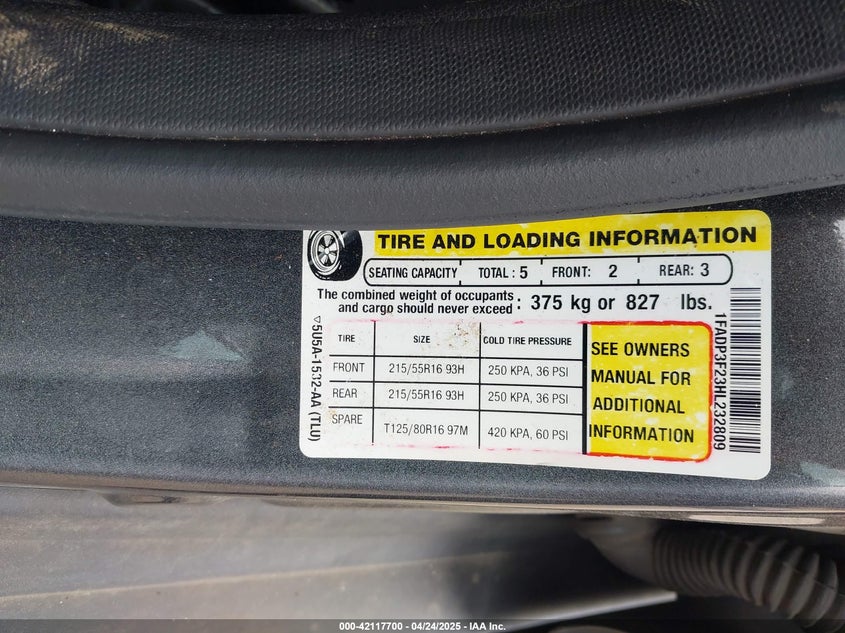 TIRE AND LOADING INFORMATION
SEATING CAPACITY TOTAL : 5 FRONT: 2 REAR: 3
The combined weight of occupants
and cargo should never exceed : 375 kg or 827 lbs.
TIRE SIZE COLD TIRE PRESSURE
FRONT 215/55R16 93H 250 KPA, 36 PSI
REAR 215/55R16 93H 250 KPA, 36 PSI
SPARE T125/80R16 97M 420 KPA, 60 PSI
SEE OWNERS
MANUAL FOR
ADDITIONAL
INFORMATION
5U5A-1532-AA (TLU)
1FADP3F23HL232809
000-42117700 - 04/24/2025 - IAA Inc.